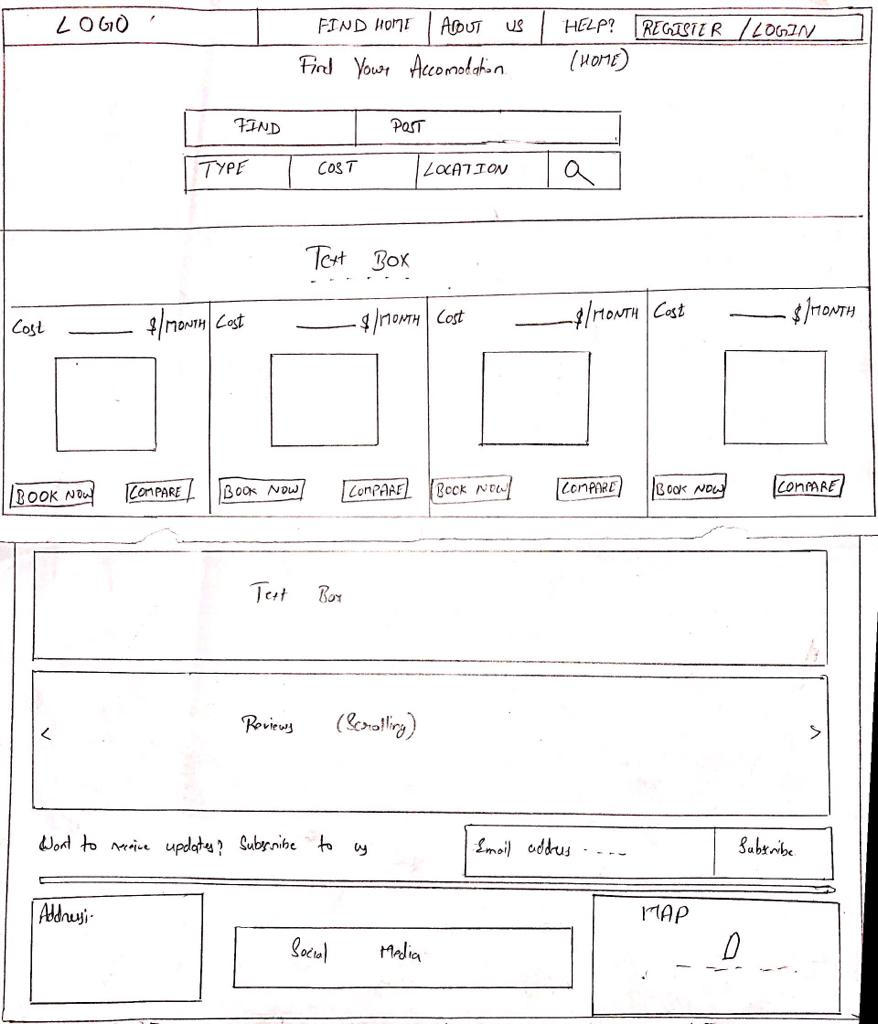 LOGO FIND HOME ABOUT US HELP? REGISTER / LOGIN
Find Your Accomodation (HOME)
FIND POST
TYPE COST LOCATION
Text Box
Cost $/MONTH Cost $/MONTH Cost $/MONTH Cost $/MONTH
BOOK NOW COMPARE BOOK NOW COMPARE BOOK NOW COMPARE BOOK NOW COMPARE
Text Box
< Reviews (Scrolling) >
Want to receive updates? Subscribe to us Email address ---- Subscribe
Address:- MAP
Social Media